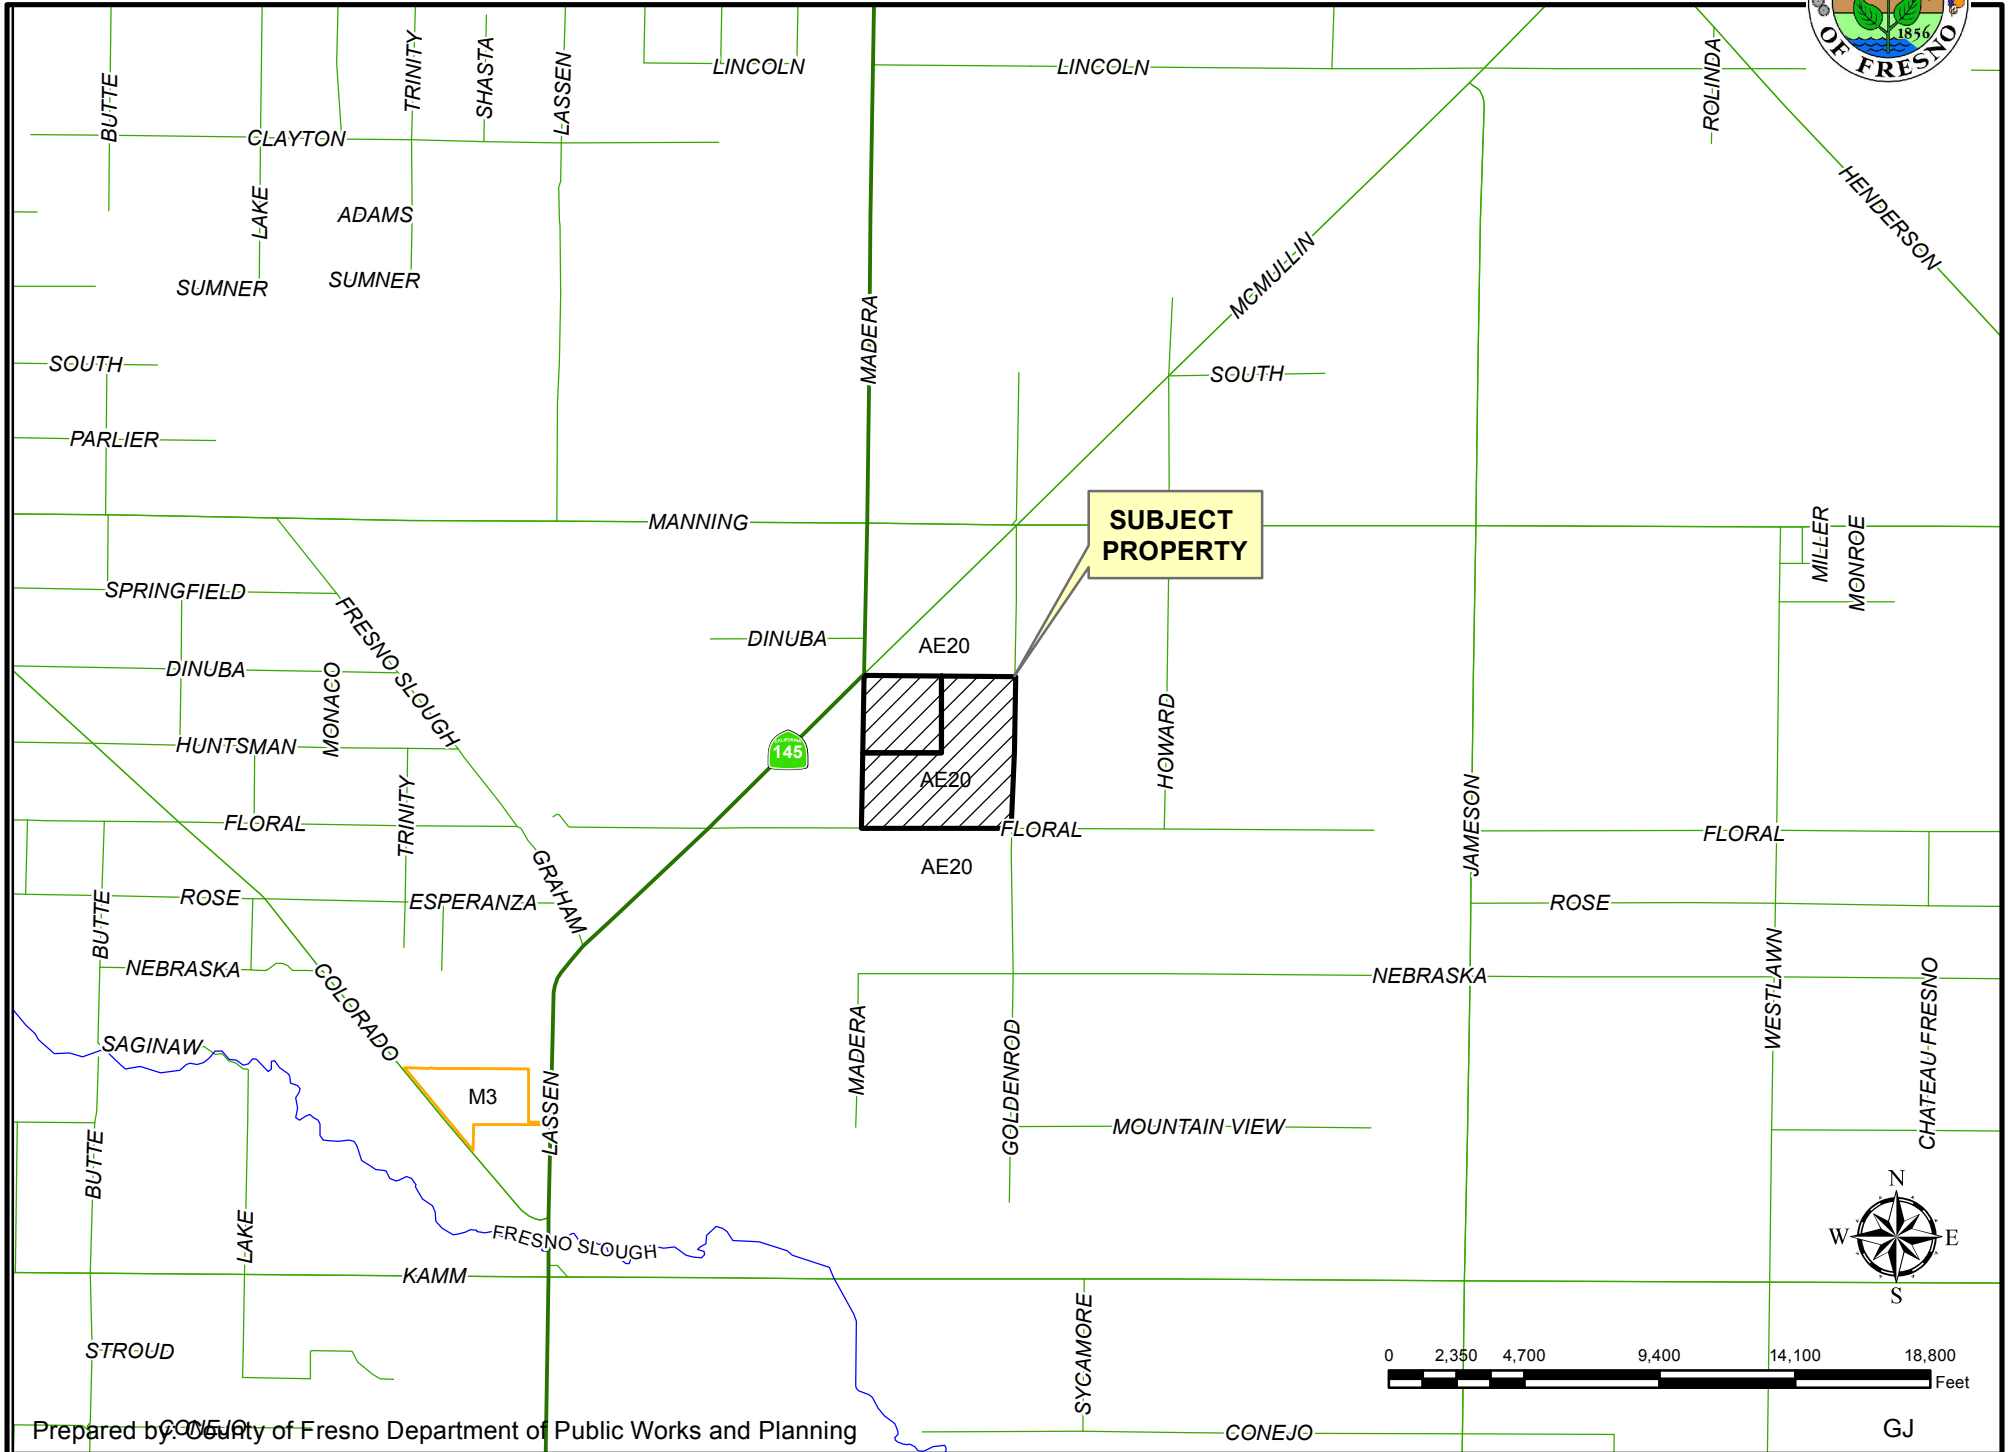 1856
OF FRESNO
LINCOLN
LINCOLN
BUTTE
TRINITY
SHASTA
LASSEN
ROLINDA
CLAYTON
LAKE
ADAMS
SUMNER
SUMNER
HENDERSON
MCMULLIN
MADERA
SOUTH
SOUTH
PARLIER
MANNING
SUBJECT
PROPERTY
MILLER
MONROE
SPRINGFIELD
FRESNO SLOUGH
DINUBA
AE20
DINUBA
MONACO
HUNTSMAN
CALIFORNIA
145
HOWARD
AE20
TRINITY
FLORAL
FLORAL
JAMESON
FLORAL
AE20
GRAHAM
ROSE
ESPERANZA
ROSE
BUTTE
NEBRASKA
COLORADO
NEBRASKA
WESTLAWN
CHATEAU FRESNO
SAGINAW
MADERA
GOLDENROD
M3
LASSEN
MOUNTAIN VIEW
BUTTE
LAKE
FRESNO SLOUGH
N
W
E
S
KAMM
SYCAMORE
STROUD
0 2,350 4,700 9,400 14,100 18,800
Feet
CONEJO
Prepared by: County of Fresno Department of Public Works and Planning
CONEJO
GJ